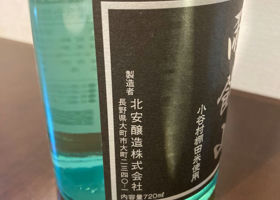 小谷村棚田米使用
製造者
北安醸造株式会社
長野県大町市大町二三四〇-一
内容量720ml